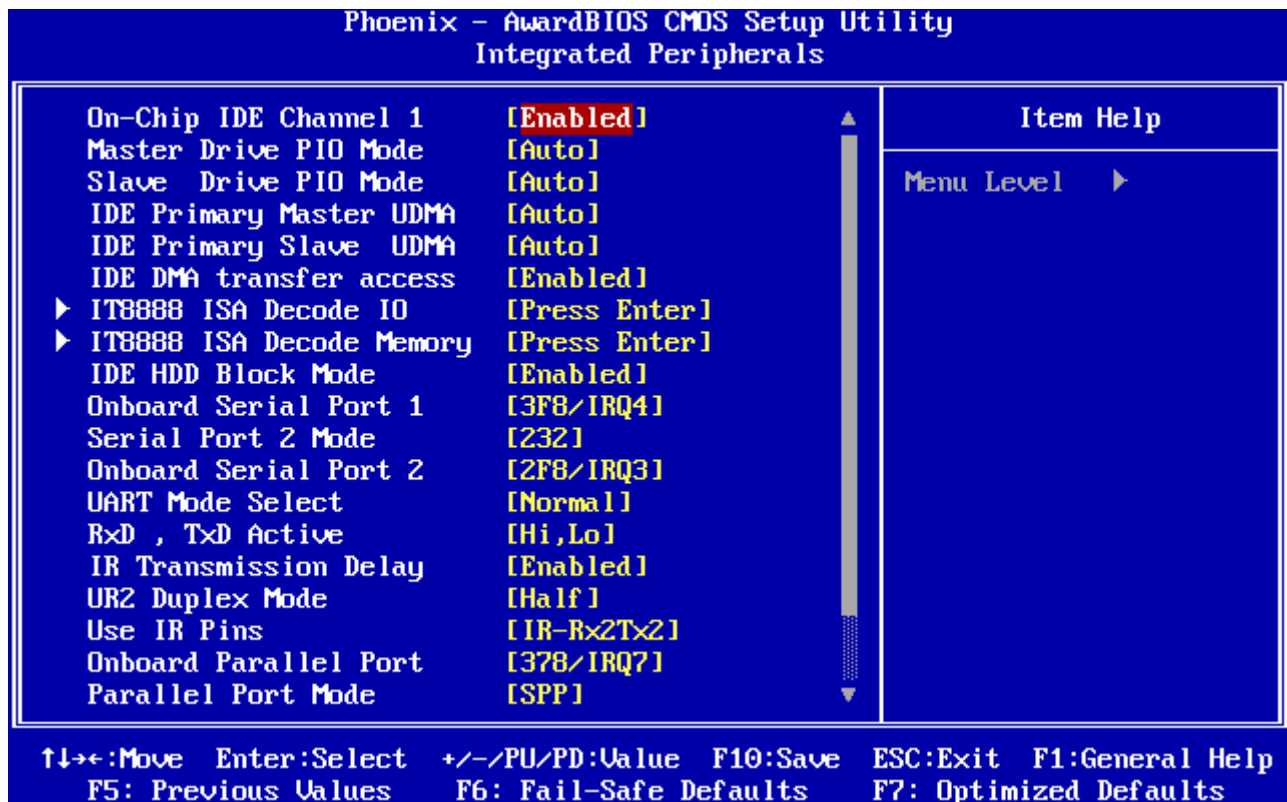 Phoenix - AwardBIOS CMOS Setup Utility
Integrated Peripherals
On-Chip IDE Channel 1 [Enabled]
Master Drive PIO Mode [Auto]
Slave Drive PIO Mode [Auto]
IDE Primary Master UDMA [Auto]
IDE Primary Slave UDMA [Auto]
IDE DMA transfer access [Enabled]
IT8888 ISA Decode IO [Press Enter]
IT8888 ISA Decode Memory [Press Enter]
IDE HDD Block Mode [Enabled]
Onboard Serial Port 1 [3F8/IRQ4]
Serial Port 2 Mode [232]
Onboard Serial Port 2 [2F8/IRQ3]
UART Mode Select [Normal]
RxD , TxD Active [Hi,Lo]
IR Transmission Delay [Enabled]
UR2 Duplex Mode [Half]
Use IR Pins [IR-Rx2Tx2]
Onboard Parallel Port [378/IRQ7]
Parallel Port Mode [SPP]
Item Help
Menu Level
↑↓→←:Move Enter:Select +/-/PU/PD:Value F10:Save ESC:Exit F1:General Help
F5: Previous Values F6: Fail-Safe Defaults F7: Optimized Defaults